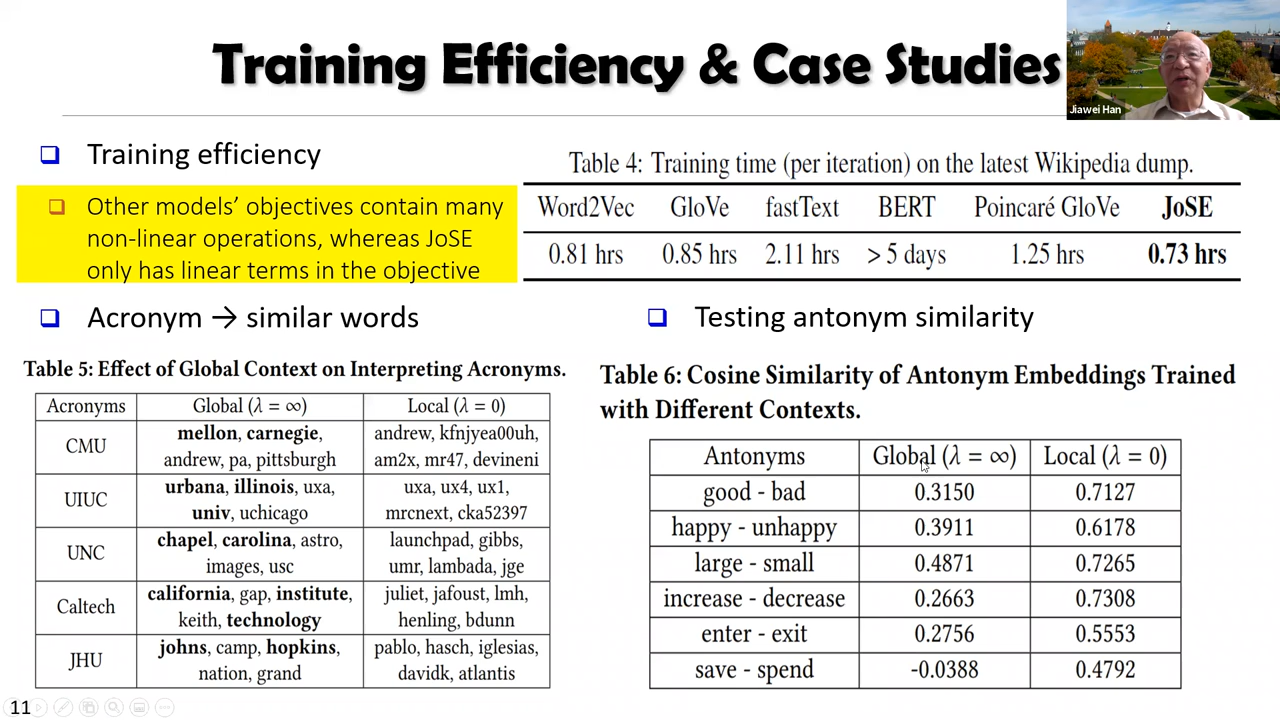 Training Efficiency & Case Studies
Jiawei Han
Training efficiency
Other models' objectives contain many
non-linear operations, whereas JoSE
only has linear terms in the objective
Table 4: Training time (per iteration) on the latest Wikipedia dump.
Word2Vec GloVe fastText BERT Poincaré GloVe JoSE
0.81 hrs 0.85 hrs 2.11 hrs > 5 days 1.25 hrs 0.73 hrs
Acronym → similar words
Table 5: Effect of Global Context on Interpreting Acronyms.
Acronyms Global (λ = ∞) Local (λ = 0)
CMU mellon, carnegie, andrew, pa, pittsburgh andrew, kfnjyea00uh, am2x, mr47, devineni
UIUC urbana, illinois, uxa, univ, uchicago uxa, ux4, ux1, mrcnext, cka52397
UNC chapel, carolina, astro, images, usc launchpad, gibbs, umr, lambada, jge
Caltech california, gap, institute, keith, technology juliet, jafoust, lmh, henling, bdunn
JHU johns, camp, hopkins, nation, grand pablo, hasch, iglesias, davidk, atlantis
Testing antonym similarity
Table 6: Cosine Similarity of Antonym Embeddings Trained
with Different Contexts.
Antonyms Global (λ = ∞) Local (λ = 0)
good - bad 0.3150 0.7127
happy - unhappy 0.3911 0.6178
large - small 0.4871 0.7265
increase - decrease 0.2663 0.7308
enter - exit 0.2756 0.5553
save - spend -0.0388 0.4792
11